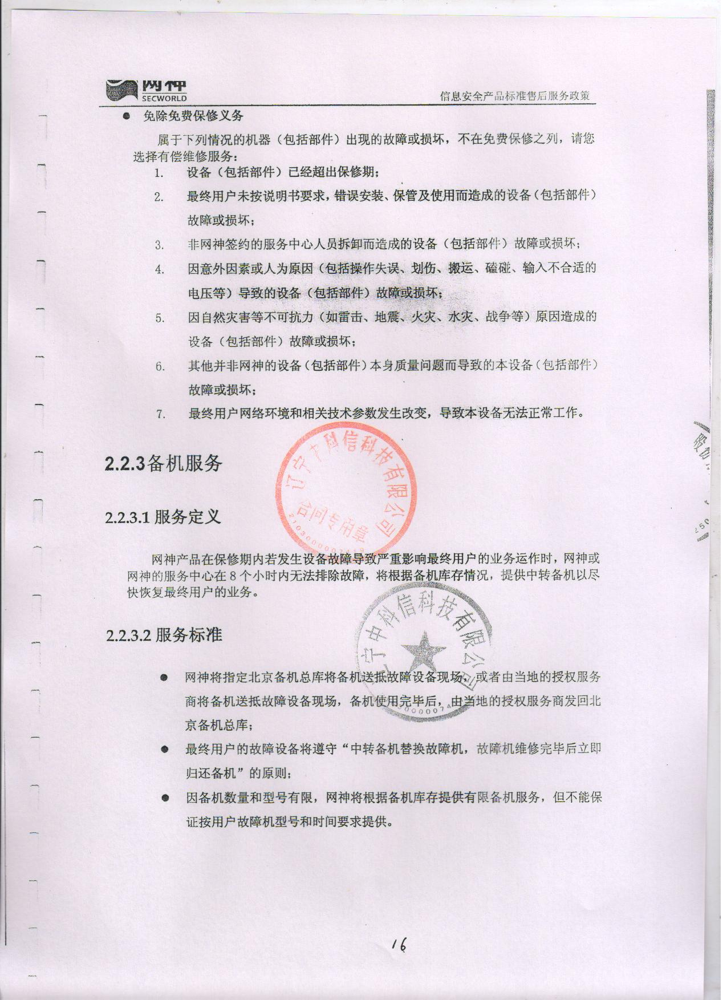 网神
SECWORLD
信息安全产品标准售后服务政策
● 免除免费保修义务
属于下列情况的机器（包括部件）出现的故障或损坏，不在免费保修之列，请您
选择有偿维修服务：
1. 设备（包括部件）已经超出保修期；
2. 最终用户未按说明书要求，错误安装、保管及使用而造成的设备（包括部件）
故障或损坏；
3. 非网神签约的服务中心人员拆卸而造成的设备（包括部件）故障或损坏；
4. 因意外因素或人为原因（包括操作失误、划伤、搬运、磕碰、输入不合适的
电压等）导致的设备（包括部件）故障或损坏；
5. 因自然灾害等不可抗力（如雷击、地震、火灾、水灾、战争等）原因造成的
设备（包括部件）故障或损坏；
6. 其他并非网神的设备（包括部件）本身质量问题而导致的本设备（包括部件）
故障或损坏；
7. 最终用户网络环境和相关技术参数发生改变，导致本设备无法正常工作。
辽宁中科信科技有限公司
合同专用章
2103000007419
2.2.3备机服务
2.2.3.1 服务定义
网神产品在保修期内若发生设备故障导致严重影响最终用户的业务运作时，网神或
网神的服务中心在 8 个小时内无法排除故障，将根据备机库存情况，提供中转备机以尽
快恢复最终用户的业务。
辽宁中科信科技有限公司
2.2.3.2 服务标准
● 网神将指定北京备机总库将备机送抵故障设备现场，或者由当地的授权服务
商将备机送抵故障设备现场，备机使用完毕后，由当地的授权服务商发回北
京备机总库；
● 最终用户的故障设备将遵守“中转备机替换故障机，故障机维修完毕后立即
归还备机”的原则；
● 因备机数量和型号有限，网神将根据备机库存提供有限备机服务，但不能保
证按用户故障机型号和时间要求提供。
16